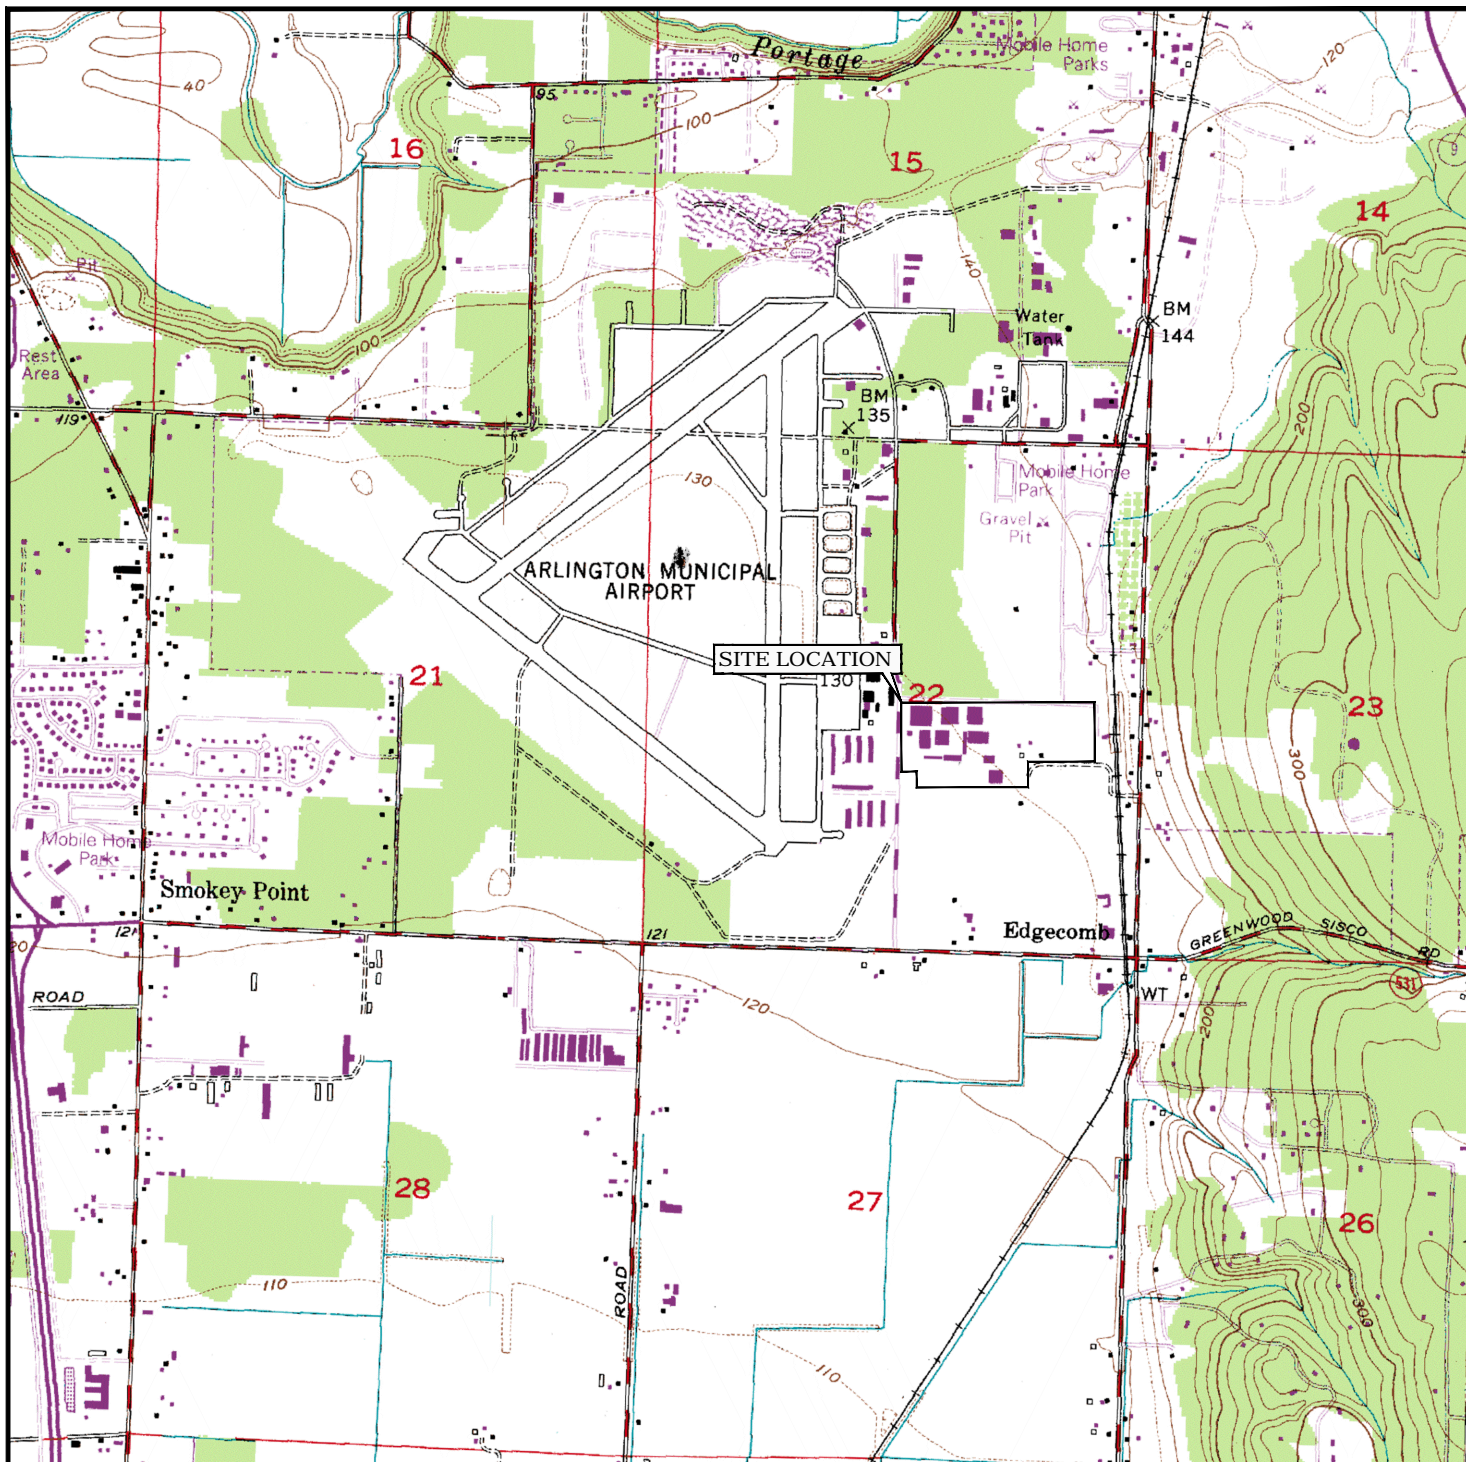 Portage
Mobile Home
Parks
120
40
95
100
16
15
9
14
Pit
140
BM
144
Water
Tank
Rest
Area
100
200
119
BM
135
130
Mobile Home
Park
Gravel
Pit
ARLINGTON MUNICIPAL
AIRPORT
SITE LOCATION
130
21
22
23
300
Mobile Home
Park
Smokey Point
Edgecomb
GREENWOOD SISCO RD
121
121
20
531
ROAD
WT
120
200
28
27
26
110
ROAD
300
110